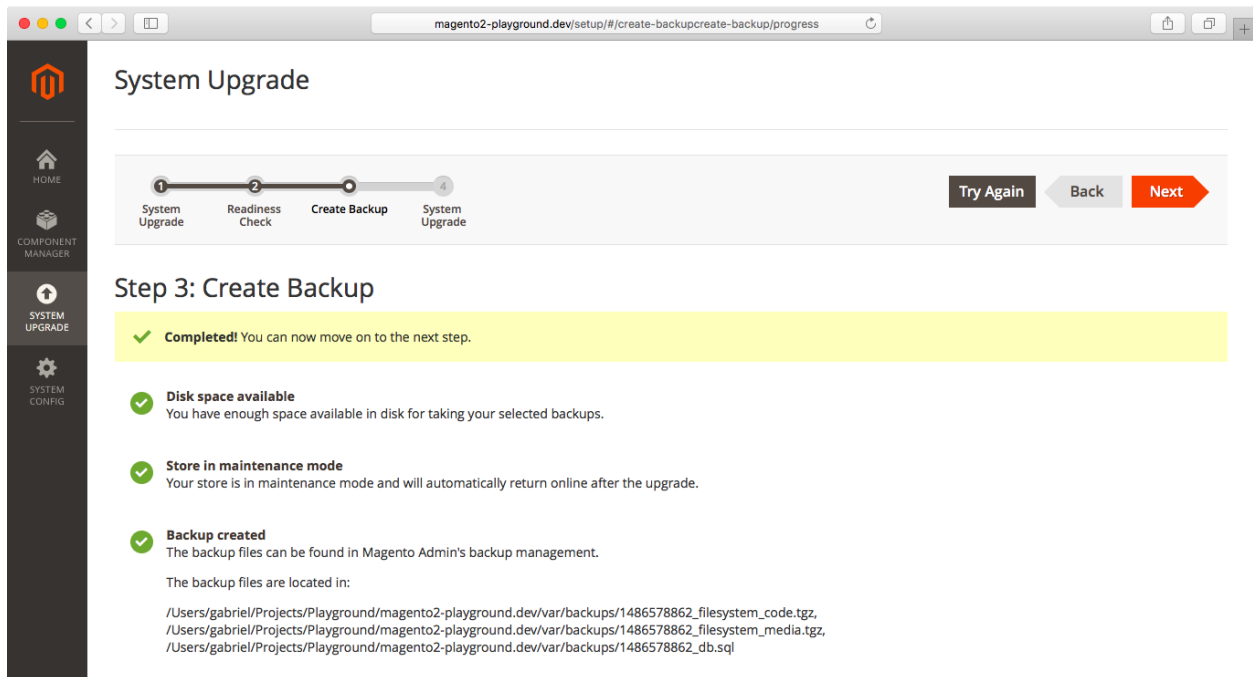 magento2-playground.dev/setup/#/create-backupcreate-backup/progress
System Upgrade
HOME
COMPONENT
MANAGER
SYSTEM
UPGRADE
SYSTEM
CONFIG
1
2
4
System
Upgrade
Readiness
Check
Create Backup
System
Upgrade
Try Again
Back
Next
Step 3: Create Backup
Completed! You can now move on to the next step.
Disk space available
You have enough space available in disk for taking your selected backups.
Store in maintenance mode
Your store is in maintenance mode and will automatically return online after the upgrade.
Backup created
The backup files can be found in Magento Admin's backup management.
The backup files are located in:
/Users/gabriel/Projects/Playground/magento2-playground.dev/var/backups/1486578862_filesystem_code.tgz,
/Users/gabriel/Projects/Playground/magento2-playground.dev/var/backups/1486578862_filesystem_media.tgz,
/Users/gabriel/Projects/Playground/magento2-playground.dev/var/backups/1486578862_db.sql